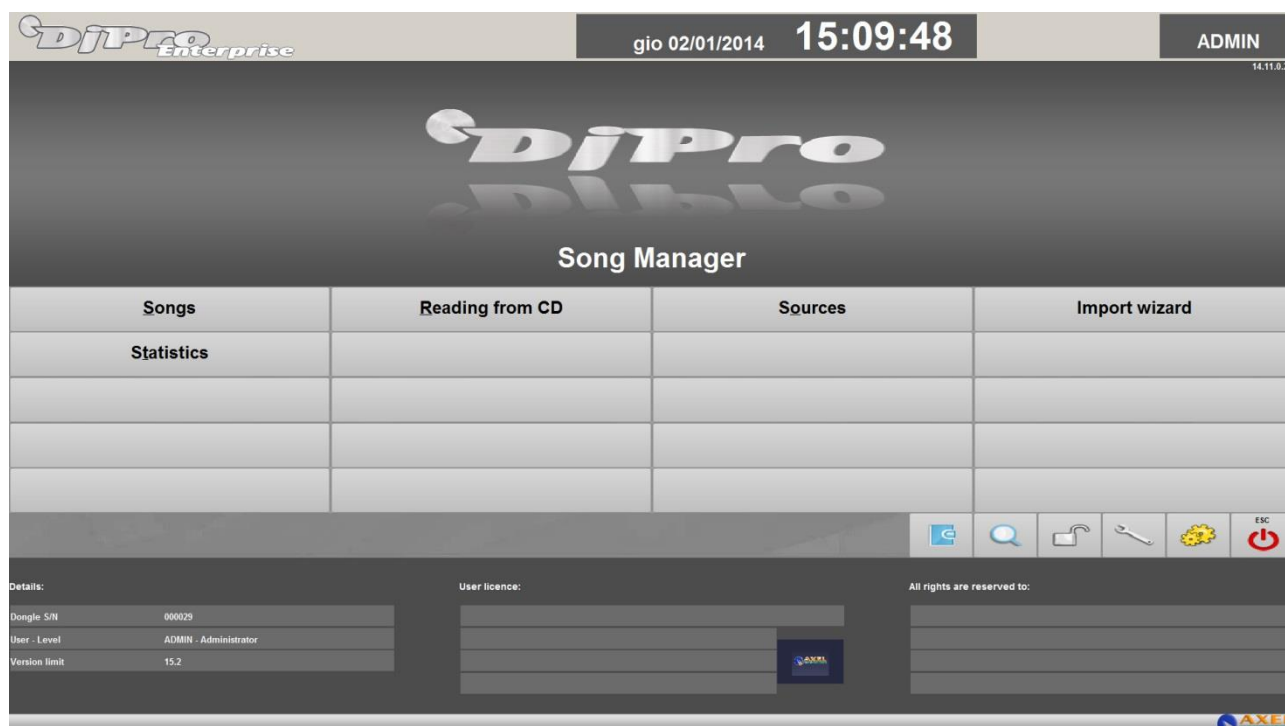 DjPro Enterprise
gio 02/01/2014 15:09:48
ADMIN
14.11.0.
DjPro
Song Manager
Songs Reading from CD Sources Import wizard
Statistics
ESC
Details: User licence: All rights are reserved to:
Dongle S/N 000029
User - Level ADMIN - Administrator
Version limit 15.2
AXEL
AXE